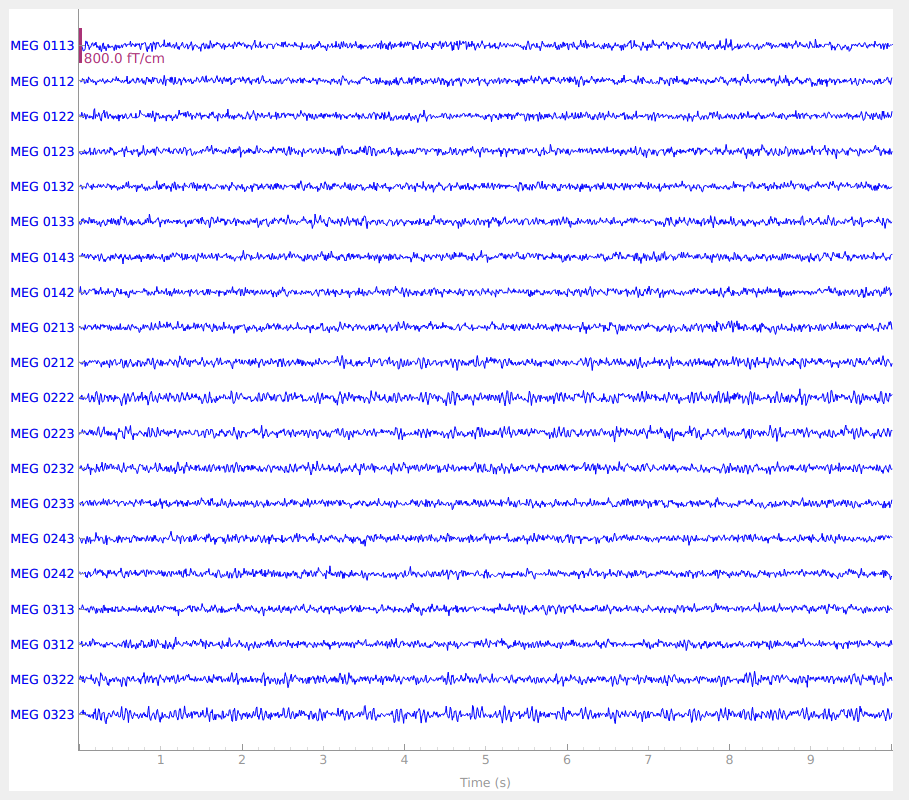 MEG 0113
800.0 fT/cm
MEG 0112
MEG 0122
MEG 0123
MEG 0132
MEG 0133
MEG 0143
MEG 0142
MEG 0213
MEG 0212
MEG 0222
MEG 0223
MEG 0232
MEG 0233
MEG 0243
MEG 0242
MEG 0313
MEG 0312
MEG 0322
MEG 0323
1 2 3 4 5 6 7 8 9
Time (s)